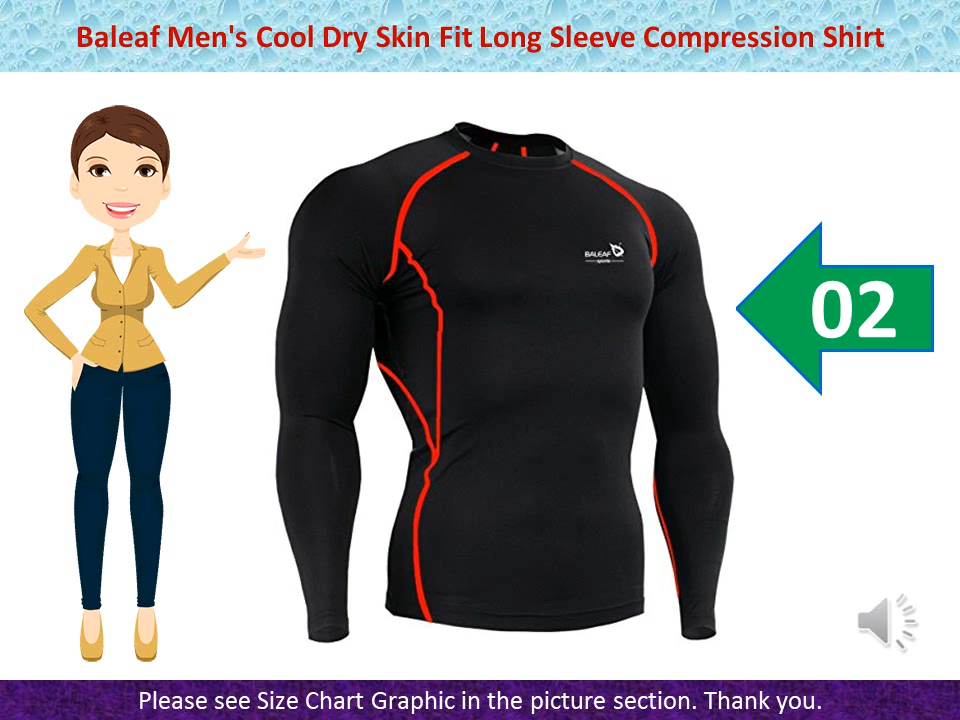 Baleaf Men's Cool Dry Skin Fit Long Sleeve Compression Shirt
BALEAF
sports
02
Please see Size Chart Graphic in the picture section. Thank you.